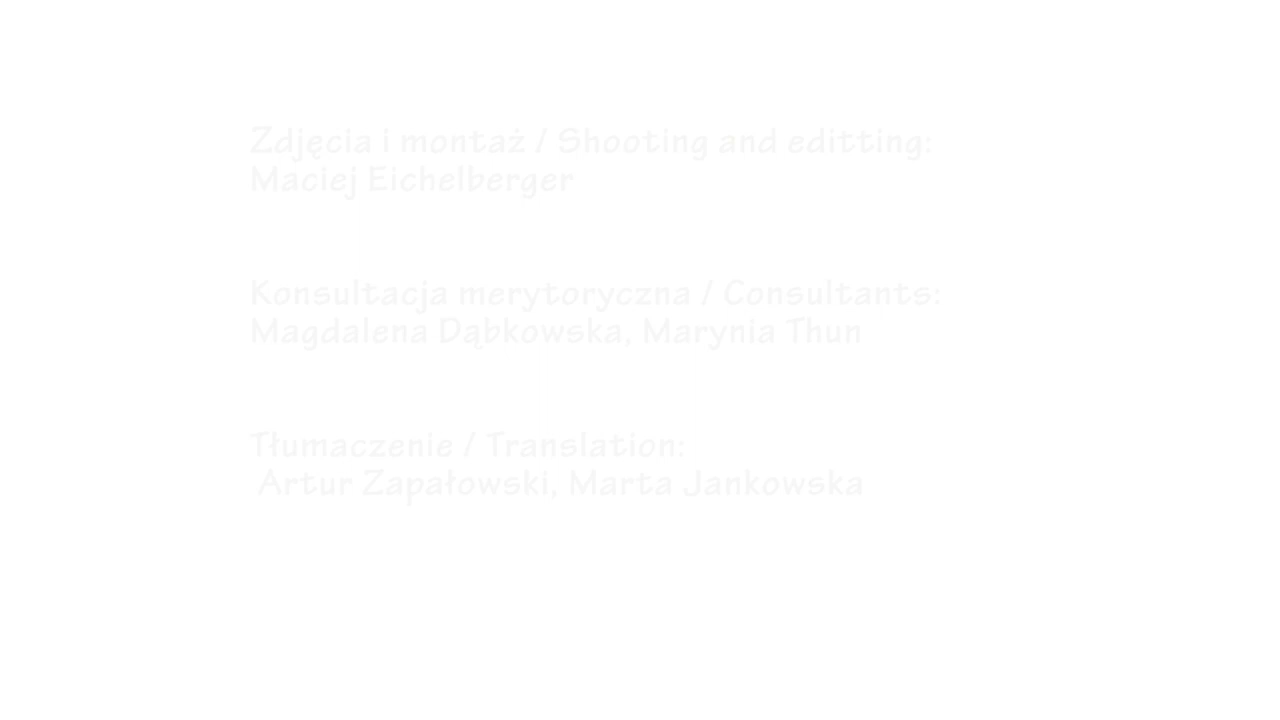 Zdjęcia i montaż / Shooting and editting:
Maciej Eichelberger
Konsultacja merytoryczna / Consultants:
Magdalena Dąbkowska, Marynia Thun
Tłumaczenie / Translation:
Artur Zapałowski, Marta Jankowska